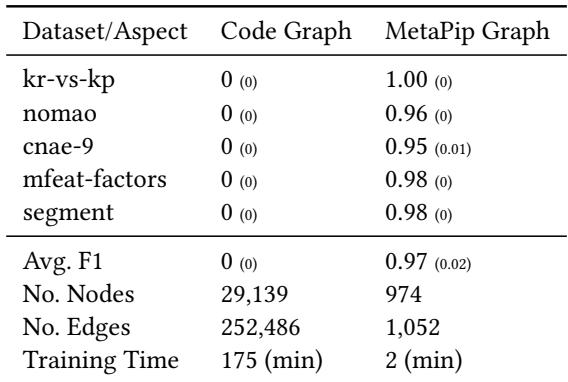 Dataset/Aspect Code Graph MetaPip Graph
kr-vs-kp 0 (0) 1.00 (0)
nomao 0 (0) 0.96 (0)
cnae-9 0 (0) 0.95 (0.01)
mfeat-factors 0 (0) 0.98 (0)
segment 0 (0) 0.98 (0)
Avg. F1 0 (0) 0.97 (0.02)
No. Nodes 29,139 974
No. Edges 252,486 1,052
Training Time 175 (min) 2 (min)